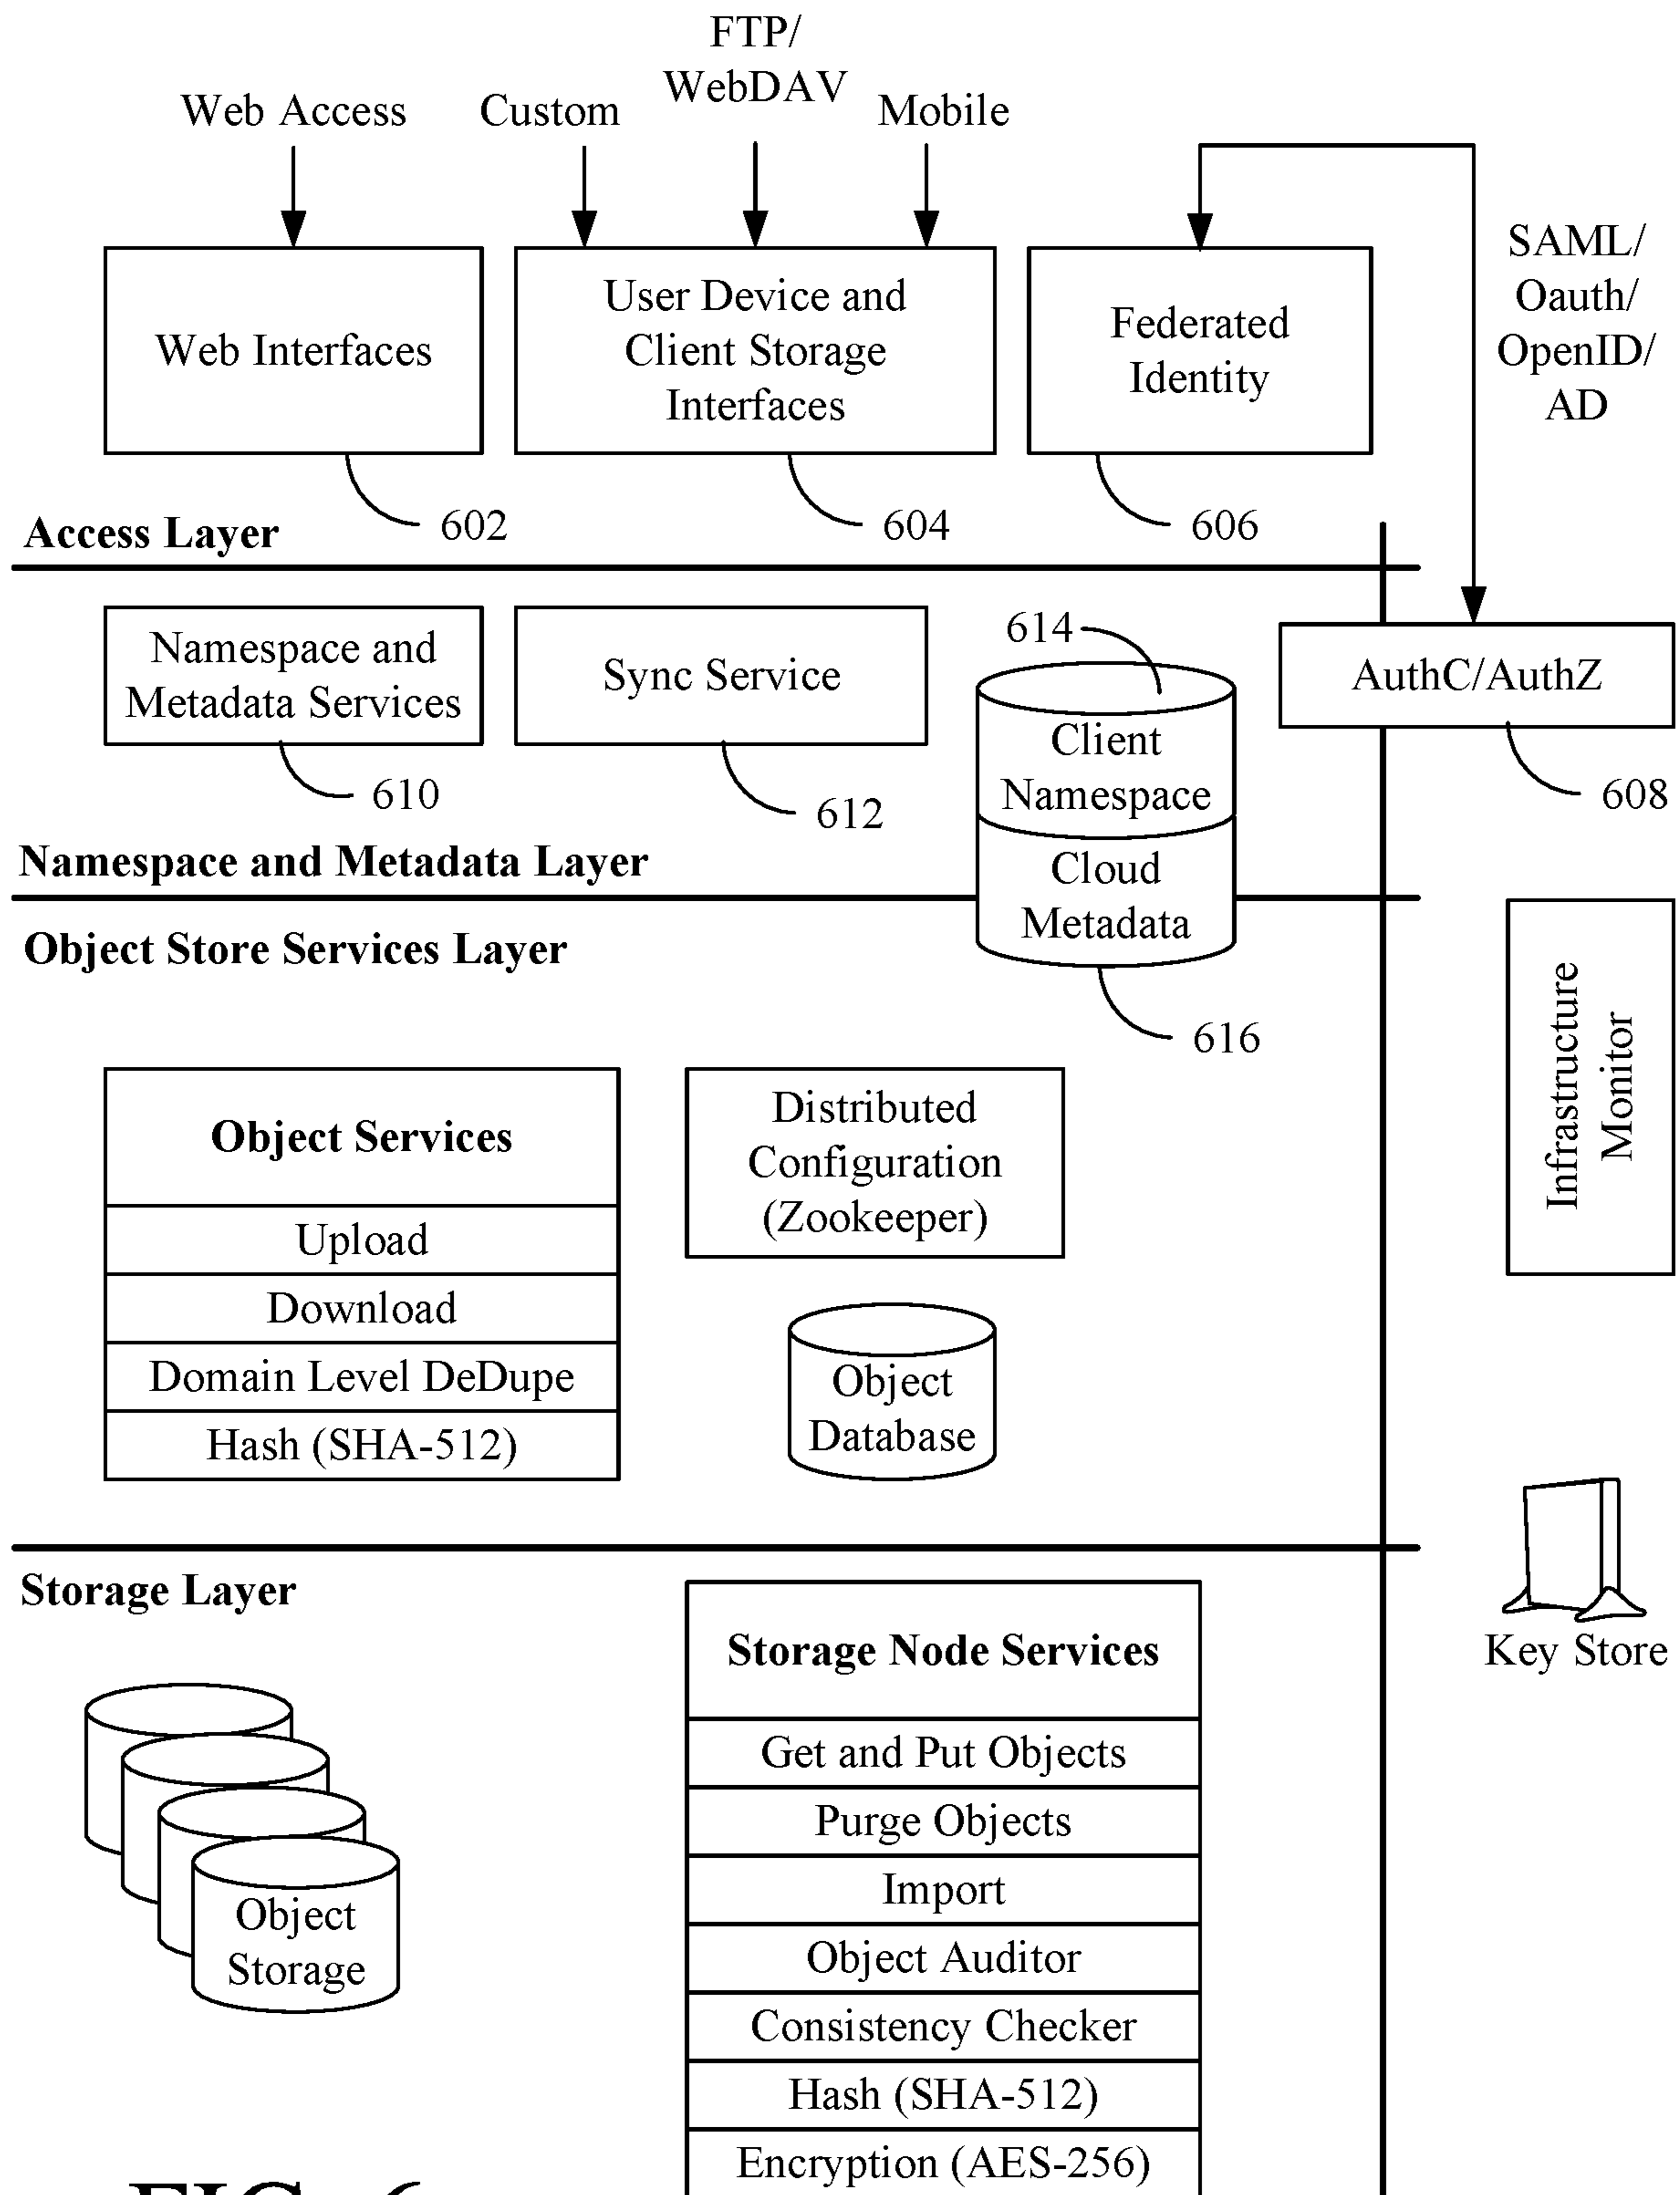 FTP/
WebDAV
Web Access
Custom
Mobile
SAML/
Oauth/
OpenID/
AD
Web Interfaces
User Device and
Client Storage
Interfaces
Federated
Identity
602
604
606
Access Layer
Namespace and
Metadata Services
Sync Service
614
Client
Namespace
Cloud
Metadata
AuthC/AuthZ
610
612
608
Namespace and Metadata Layer
Object Store Services Layer
616
Infrastructure
Monitor
Object Services
Upload
Download
Domain Level DeDupe
Hash (SHA-512)
Distributed
Configuration
(Zookeeper)
Object
Database
Key Store
Storage Layer
Object
Storage
Storage Node Services
Get and Put Objects
Purge Objects
Import
Object Auditor
Consistency Checker
Hash (SHA-512)
Encryption (AES-256)
FIG. 6